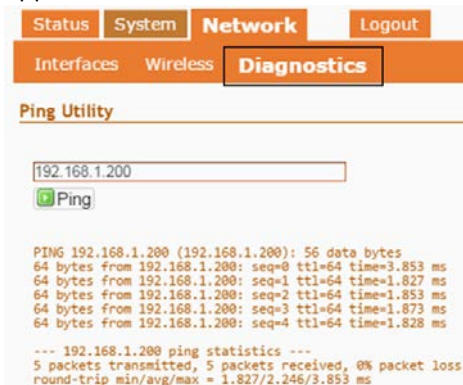 Status System Network Logout
Interfaces Wireless Diagnostics
Ping Utility
192.168.1.200
Ping
PING 192.168.1.200 (192.168.1.200): 56 data bytes
64 bytes from 192.168.1.200: seq=0 ttl=64 time=3.853 ms
64 bytes from 192.168.1.200: seq=1 ttl=64 time=1.827 ms
64 bytes from 192.168.1.200: seq=2 ttl=64 time=1.853 ms
64 bytes from 192.168.1.200: seq=3 ttl=64 time=1.873 ms
64 bytes from 192.168.1.200: seq=4 ttl=64 time=1.828 ms
--- 192.168.1.200 ping statistics ---
5 packets transmitted, 5 packets received, 0% packet loss
round-trip min/avg/max = 1.827/2.246/3.853 ms